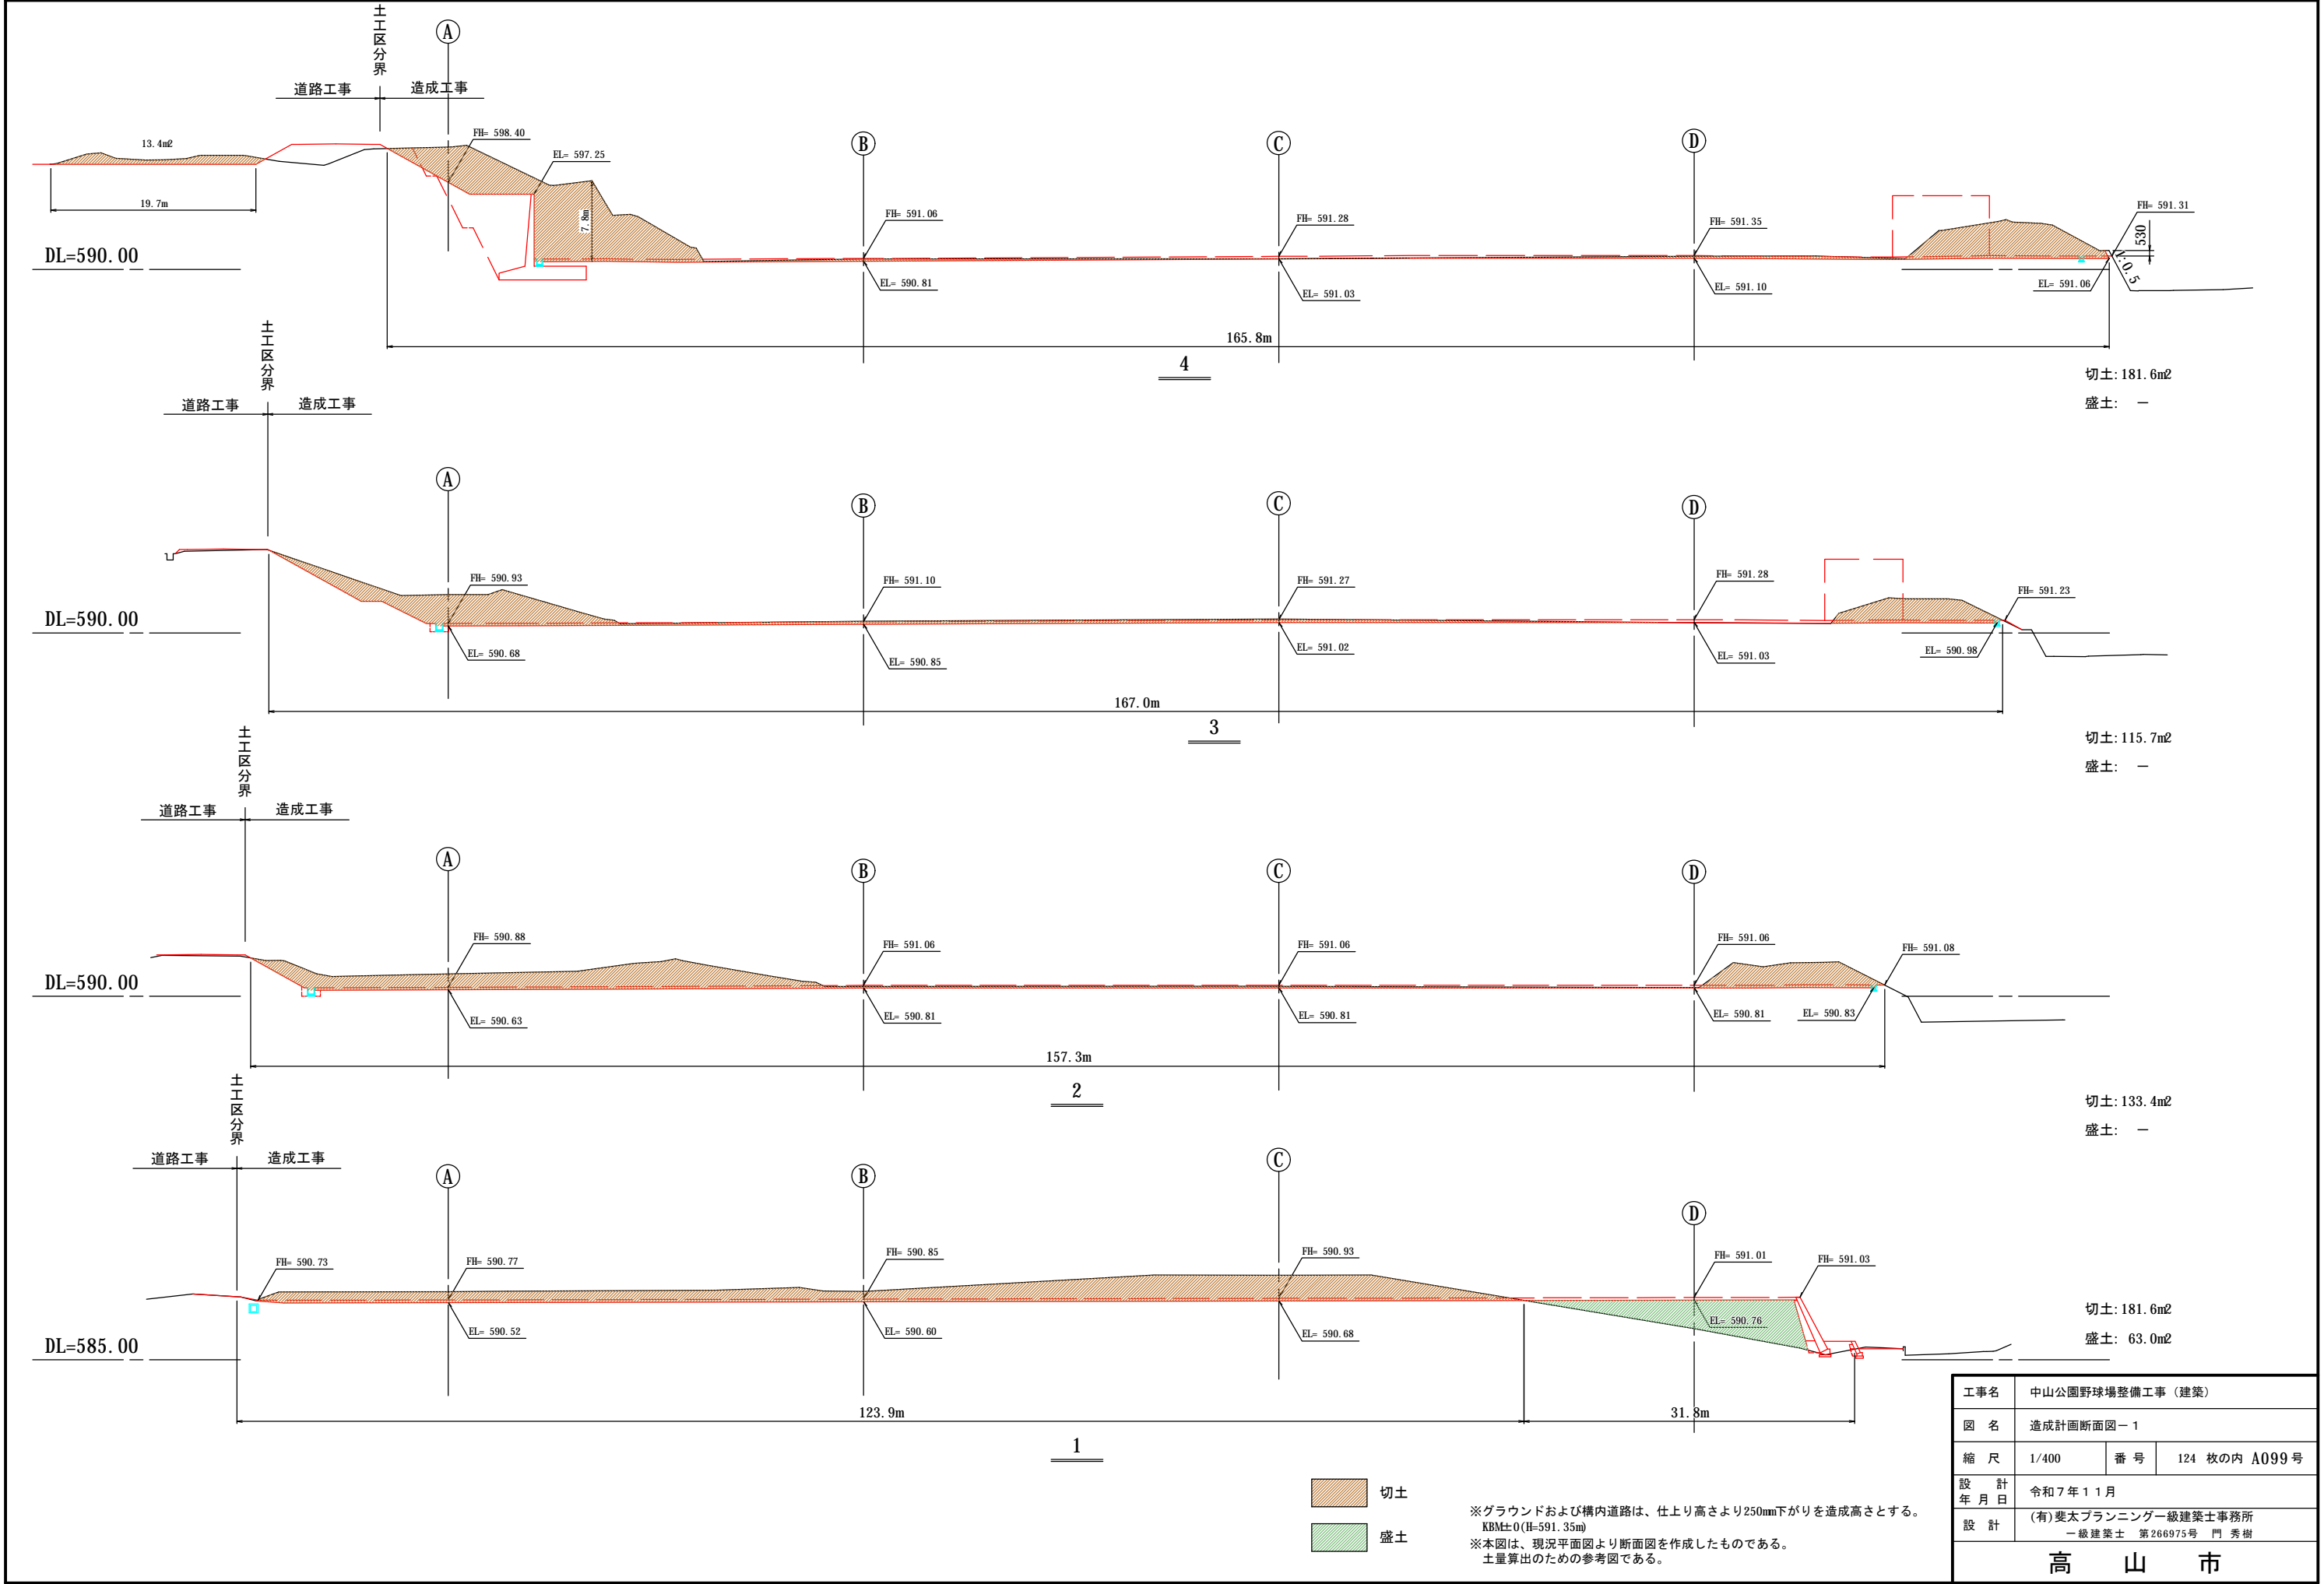 土工区分界
道路工事
造成工事
A
B
C
D
13.4m2
19.7m
FH= 598.40
EL= 597.25
7.8m
FH= 591.06
FH= 591.28
FH= 591.35
FH= 591.31
530
1:0.5
DL=590.00
EL= 590.81
EL= 591.03
EL= 591.10
EL= 591.06
165.8m
4
切土:181.6m2
盛土: －
土工区分界
道路工事
造成工事
A
B
C
D
FH= 590.93
FH= 591.10
FH= 591.27
FH= 591.28
FH= 591.23
DL=590.00
EL= 590.68
EL= 590.85
EL= 591.02
EL= 591.03
EL= 590.98
167.0m
3
切土:115.7m2
盛土: －
土工区分界
道路工事
造成工事
A
B
C
D
FH= 590.88
FH= 591.06
FH= 591.06
FH= 591.06
FH= 591.08
DL=590.00
EL= 590.63
EL= 590.81
EL= 590.81
EL= 590.81
EL= 590.83
157.3m
2
切土:133.4m2
盛土: －
土工区分界
道路工事
造成工事
A
B
C
D
FH= 590.73
FH= 590.77
FH= 590.85
FH= 590.93
FH= 591.01
FH= 591.03
DL=585.00
EL= 590.52
EL= 590.60
EL= 590.68
EL= 590.76
123.9m
31.8m
1
切土:181.6m2
盛土: 63.0m2
切土
盛土
※グラウンドおよび構内道路は、仕上り高さより250mm下がりを造成高さとする。
KBM±0(H=591.35m)
※本図は、現況平面図より断面図を作成したものである。
土量算出のための参考図である。
工事名 中山公園野球場整備工事（建築）
図 名 造成計画断面図－１
縮 尺 1/400 番 号 124 枚の内 A099 号
設 計 年 月 日 令和７年１１月
設 計 (有)斐太プランニング一級建築士事務所
一級建築士 第266975号 門 秀樹
高 山 市